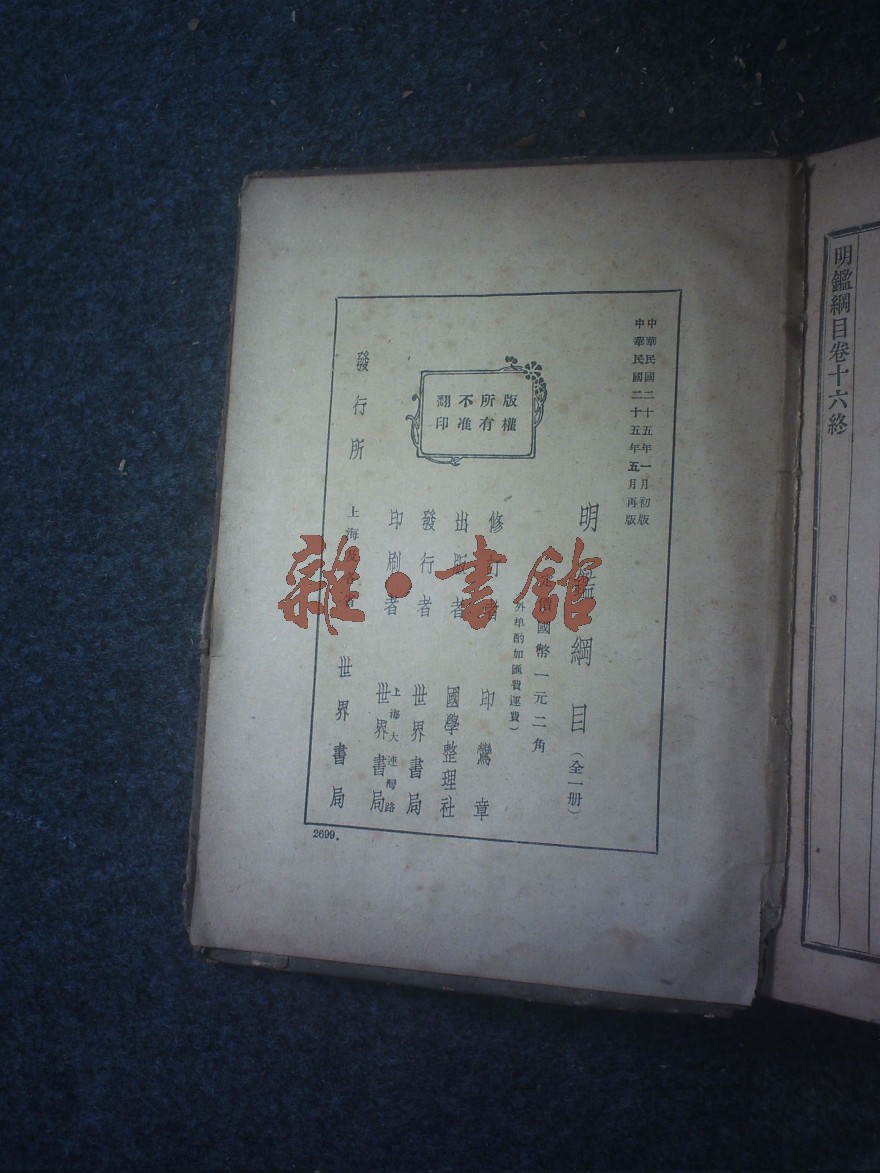 明鑑綱目卷十六終
中華民國二十五年一月初版
中華民國二十五年五月再版
版權
所有
不准
翻印
明鑑綱目(全一册)
價國幣一元二角
外埠酌加匯費運費)
修訂者 印鸞章
出版者 國學整理社
發行者 世界書局
印刷者 上海大連灣路 世界書局
發行所 上海 世界書局
2699.
雜·書館